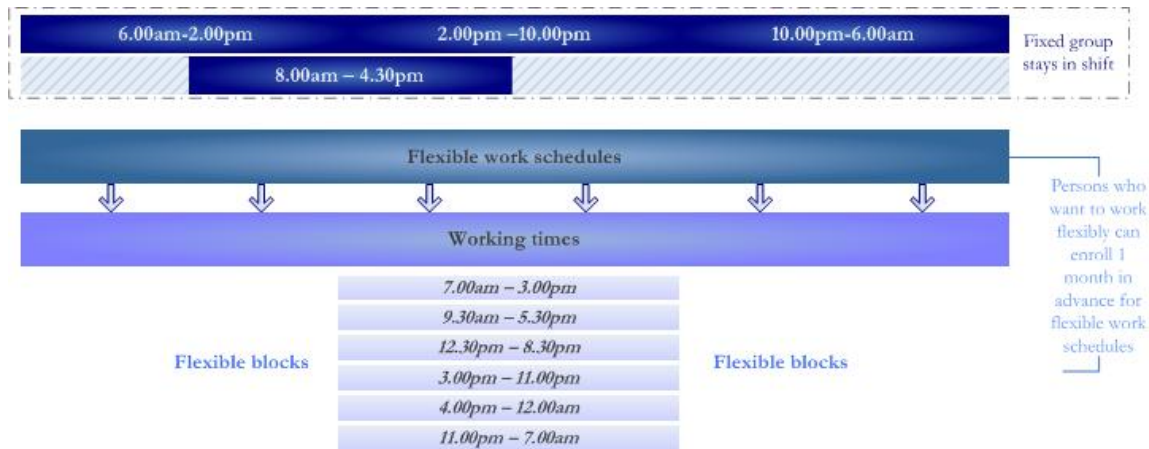 6.00am-2.00pm
2.00pm –10.00pm
10.00pm-6.00am
Fixed group
stays in shift
8.00am – 4.30pm
Flexible work schedules
Working times
Persons who
want to work
flexibly can
enroll 1
month in
advance for
flexible work
schedules
7.00am – 3.00pm
9.30am – 5.30pm
12.30pm – 8.30pm
Flexible blocks
Flexible blocks
3.00pm – 11.00pm
4.00pm – 12.00am
11.00pm – 7.00am